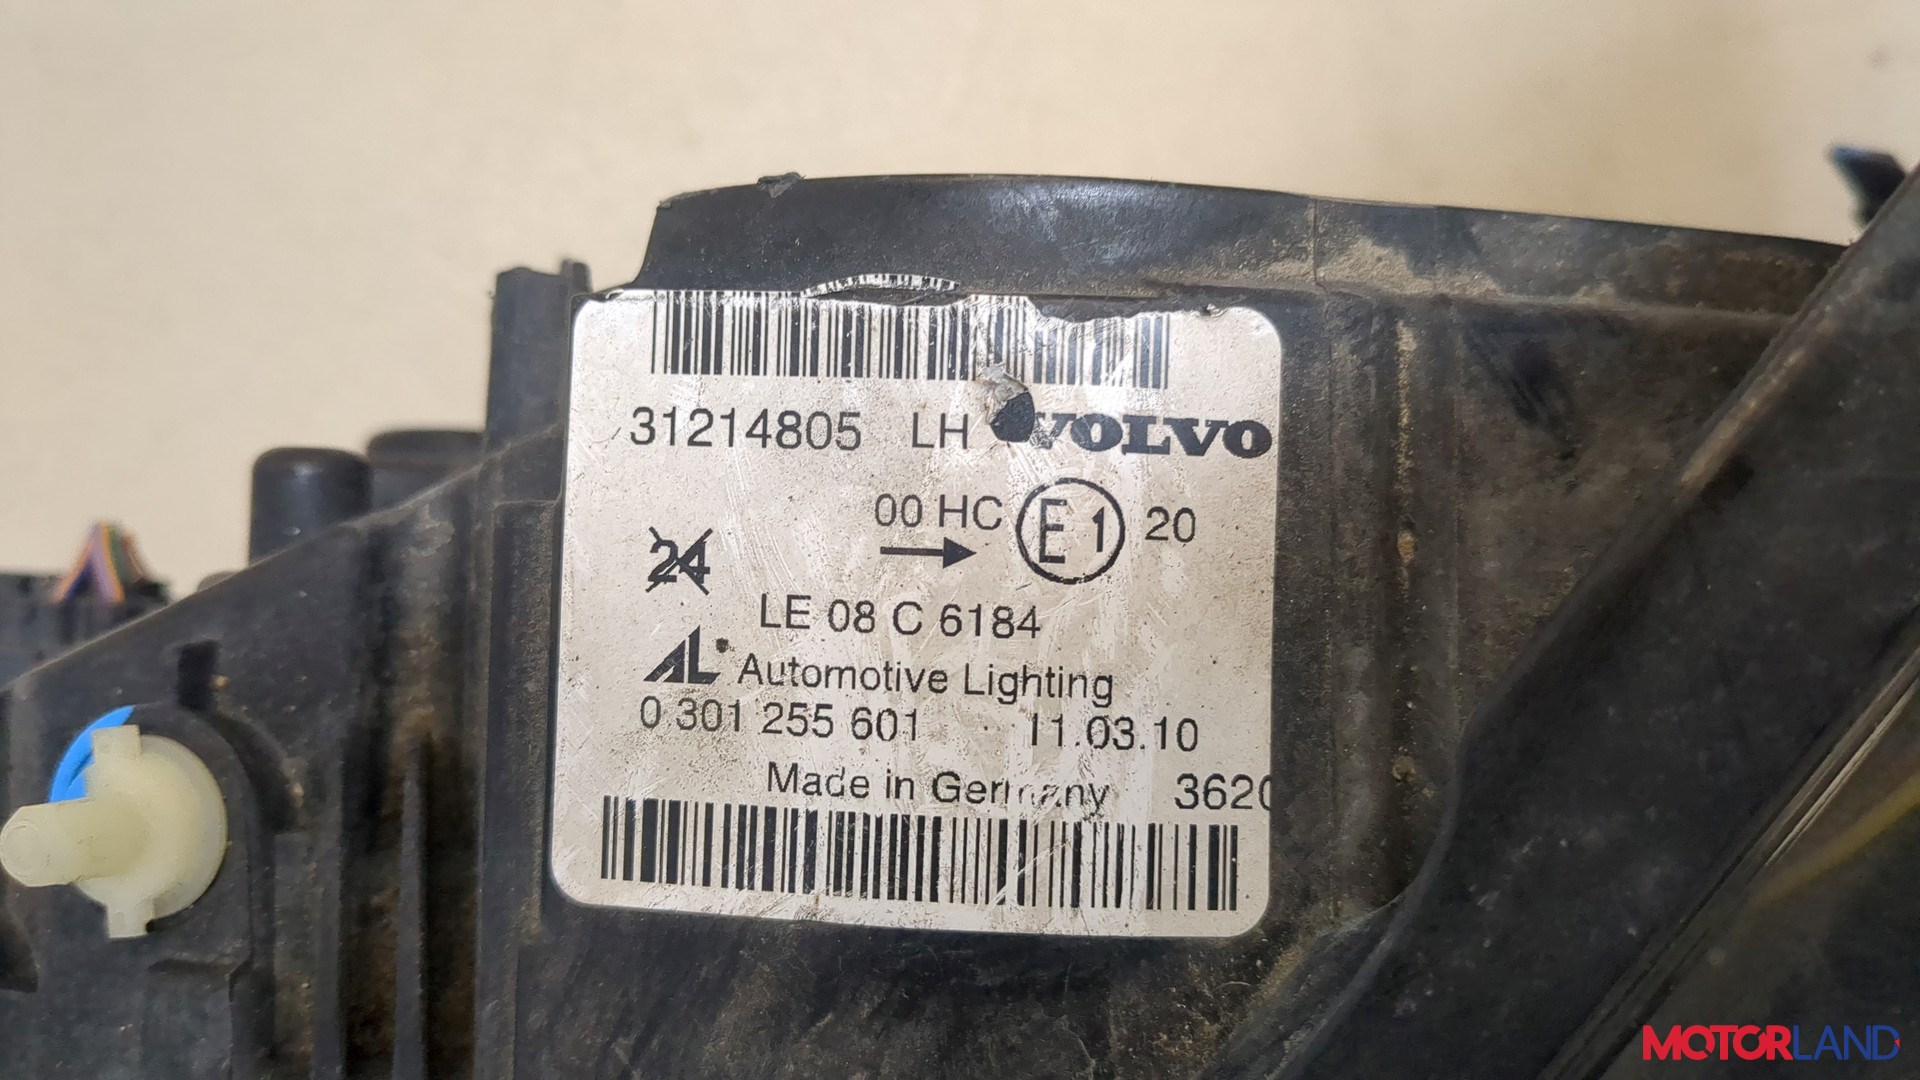 31214805 LH VOLVO
00 HC E1 20
24
LE 08 C 6184
AL Automotive Lighting
0 301 255 601 11.03.10
Made in Germany 3620
MOTORLAND